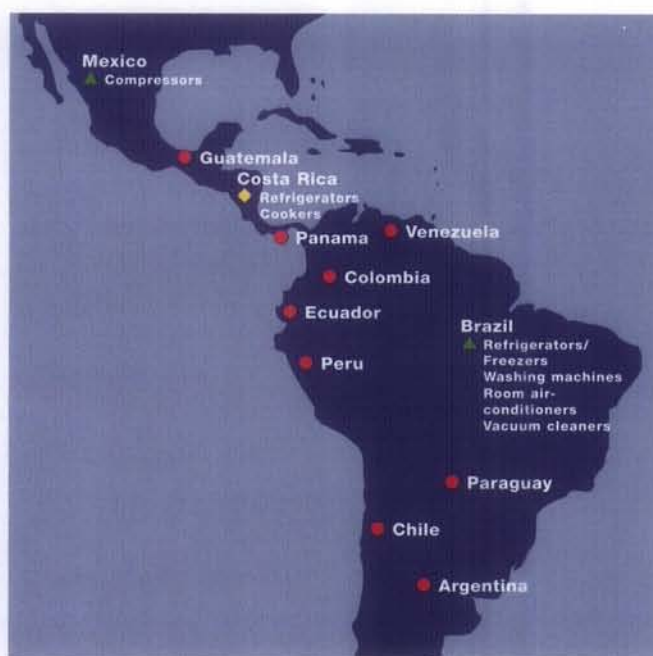 Mexico
Compressors
Guatemala
Costa Rica
Refrigerators
Cookers
Panama
Venezuela
Colombia
Ecuador
Brazil
Refrigerators/
Freezers
Washing machines
Room air-
conditioners
Vacuum cleaners
Peru
Paraguay
Chile
Argentina